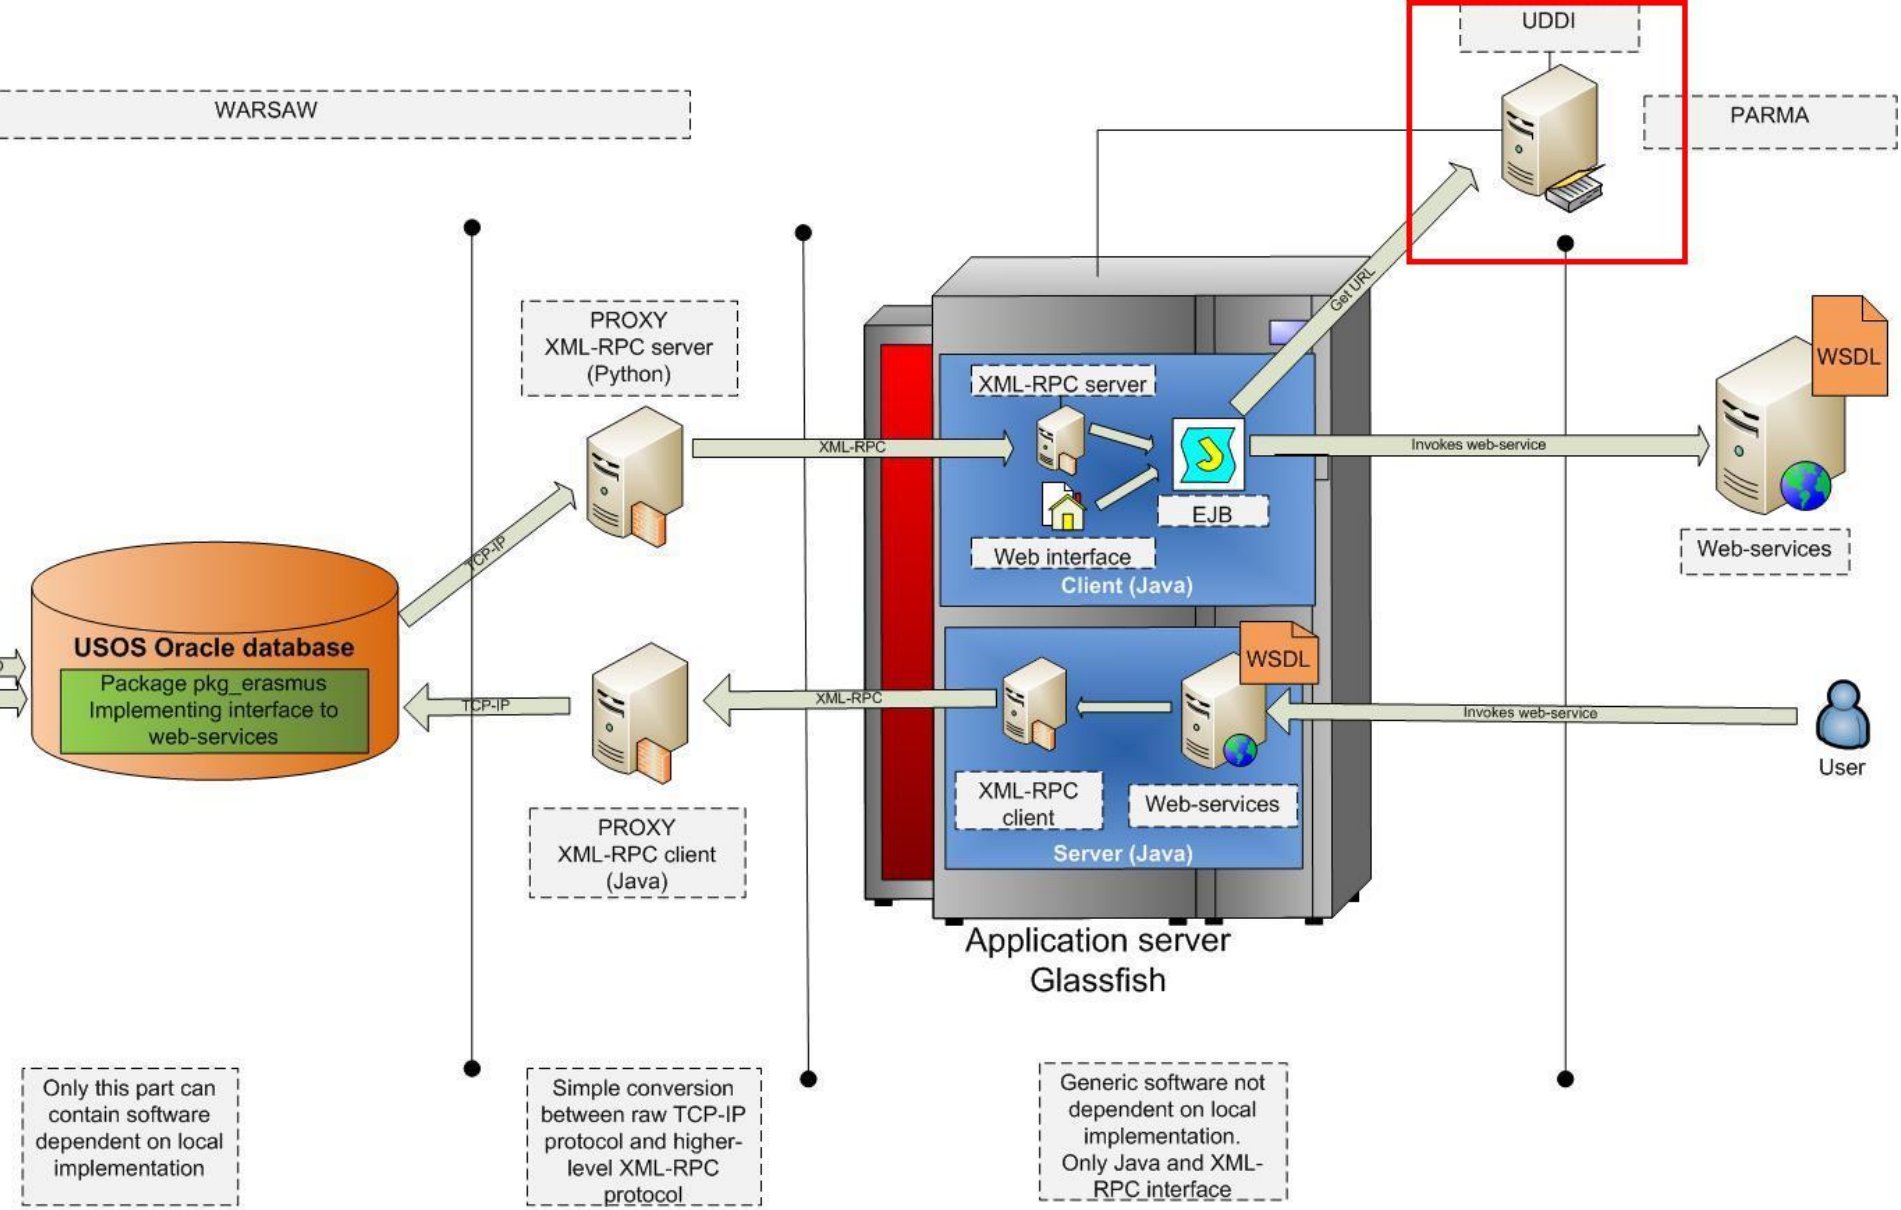 UDDI
WARSAW
PARMA
PROXY
XML-RPC server
(Python)
Get URL
WSDL
XML-RPC server
XML-RPC
Invokes web-service
EJB
Web interface
Client (Java)
Web-services
TCP-IP
USOS Oracle database
Package pkg_erasmus
Implementing interface to
web-services
TCP-IP
XML-RPC
WSDL
Invokes web-service
User
XML-RPC
client
Web-services
Server (Java)
PROXY
XML-RPC client
(Java)
Application server
Glassfish
Only this part can
contain software
dependent on local
implementation
Simple conversion
between raw TCP-IP
protocol and higher-
level XML-RPC
protocol
Generic software not
dependent on local
implementation.
Only Java and XML-
RPC interface